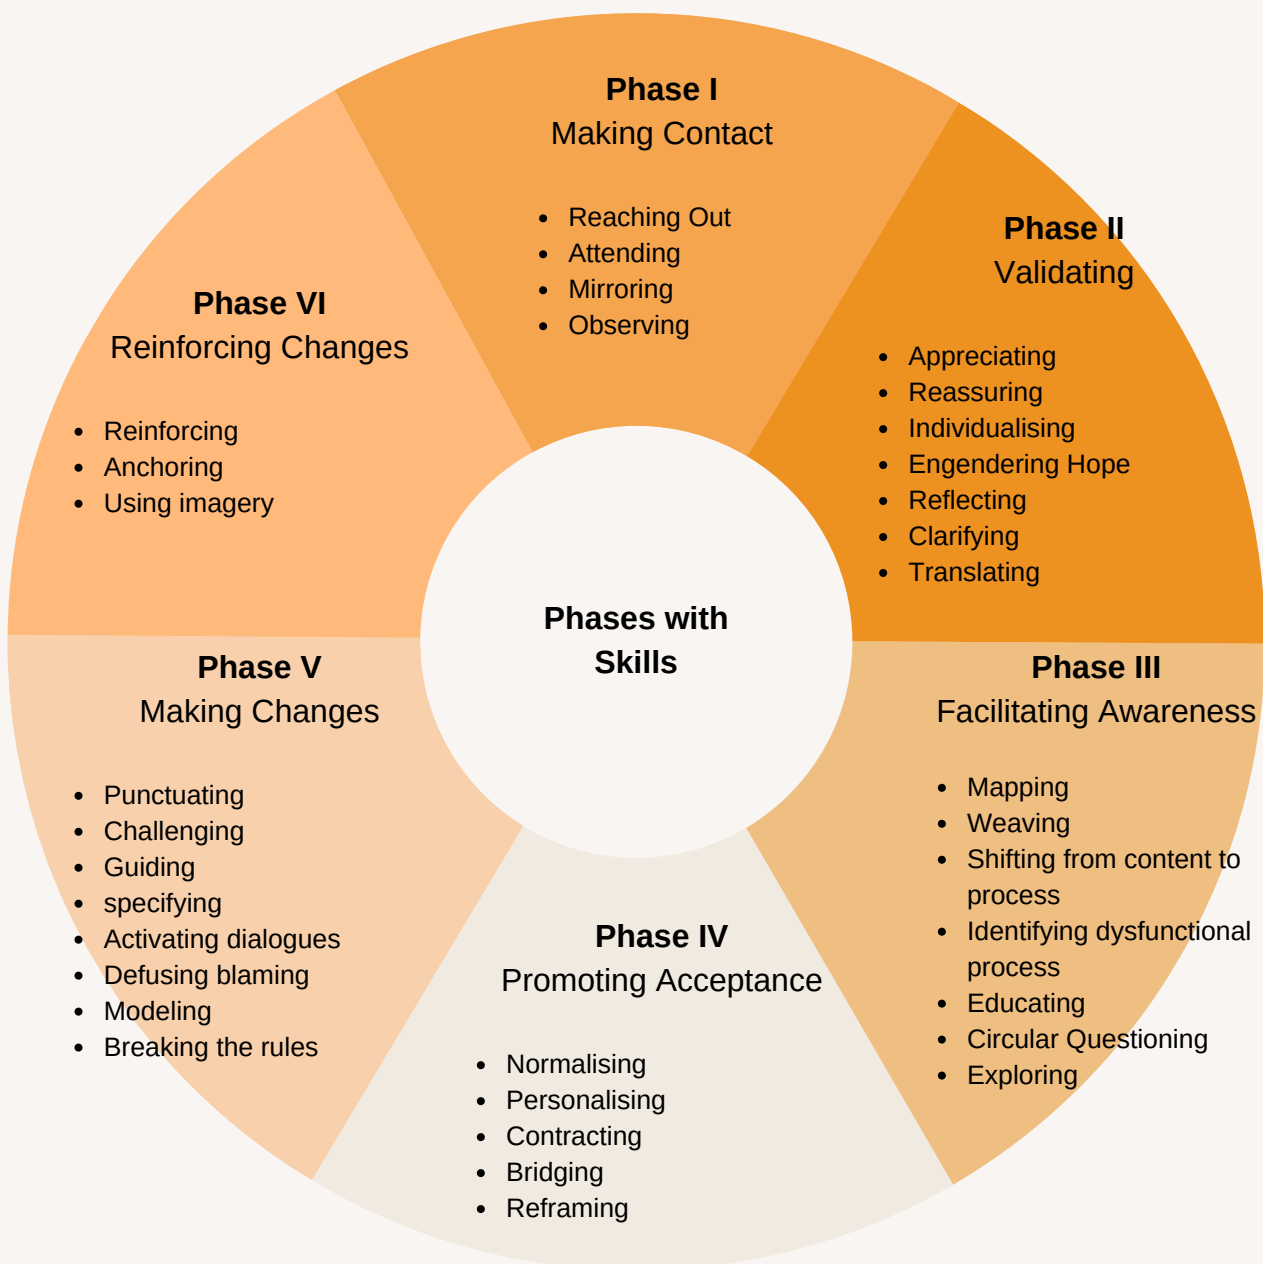 Phase I
Making Contact
• Reaching Out
• Attending
• Mirroring
• Observing
Phase II
Validating
• Appreciating
• Reassuring
• Individualising
• Engendering Hope
• Reflecting
• Clarifying
• Translating
Phase III
Facilitating Awareness
• Mapping
• Weaving
• Shifting from content to
process
• Identifying dysfunctional
process
• Educating
• Circular Questioning
• Exploring
Phase IV
Promoting Acceptance
• Normalising
• Personalising
• Contracting
• Bridging
• Reframing
Phase V
Making Changes
• Punctuating
• Challenging
• Guiding
• specifying
• Activating dialogues
• Defusing blaming
• Modeling
• Breaking the rules
Phase VI
Reinforcing Changes
• Reinforcing
• Anchoring
• Using imagery
Phases with
Skills